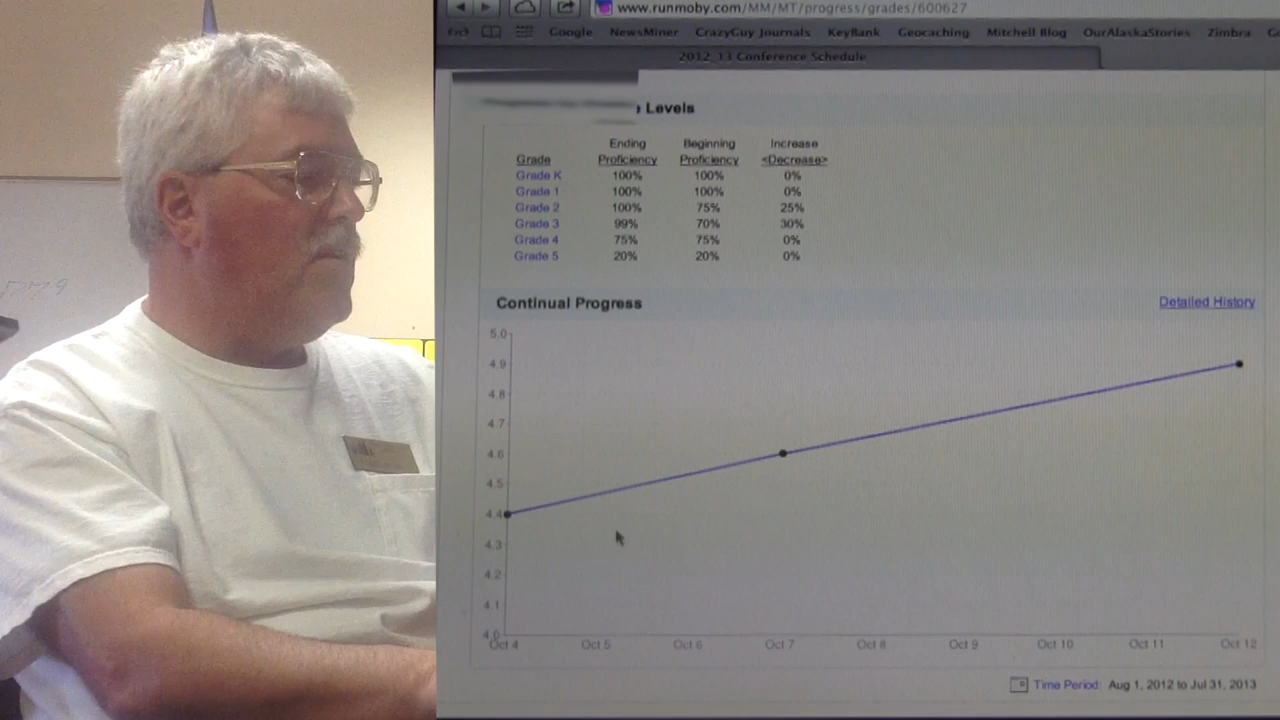 www.runmoby.com/MM/MT/progress/grades/600627
Google NewsMiner CrazyGuy Journals KeyBank Geocaching Mitchell Blog OurAlaskaStories Zimbra
2012_13 Conference Schedule
Levels
Ending Beginning Increase
Grade Proficiency Proficiency <Decrease>
Grade K 100% 100% 0%
Grade 1 100% 100% 0%
Grade 2 100% 75% 25%
Grade 3 99% 70% 30%
Grade 4 75% 75% 0%
Grade 5 20% 20% 0%
Continual Progress Detailed History
5.0
4.9
4.8
4.7
4.6
4.5
4.4
4.3
4.2
4.1
4.0
Oct 4 Oct 5 Oct 6 Oct 7 Oct 8 Oct 9 Oct 10 Oct 11 Oct 12
Time Period: Aug 1, 2012 to Jul 31, 2013